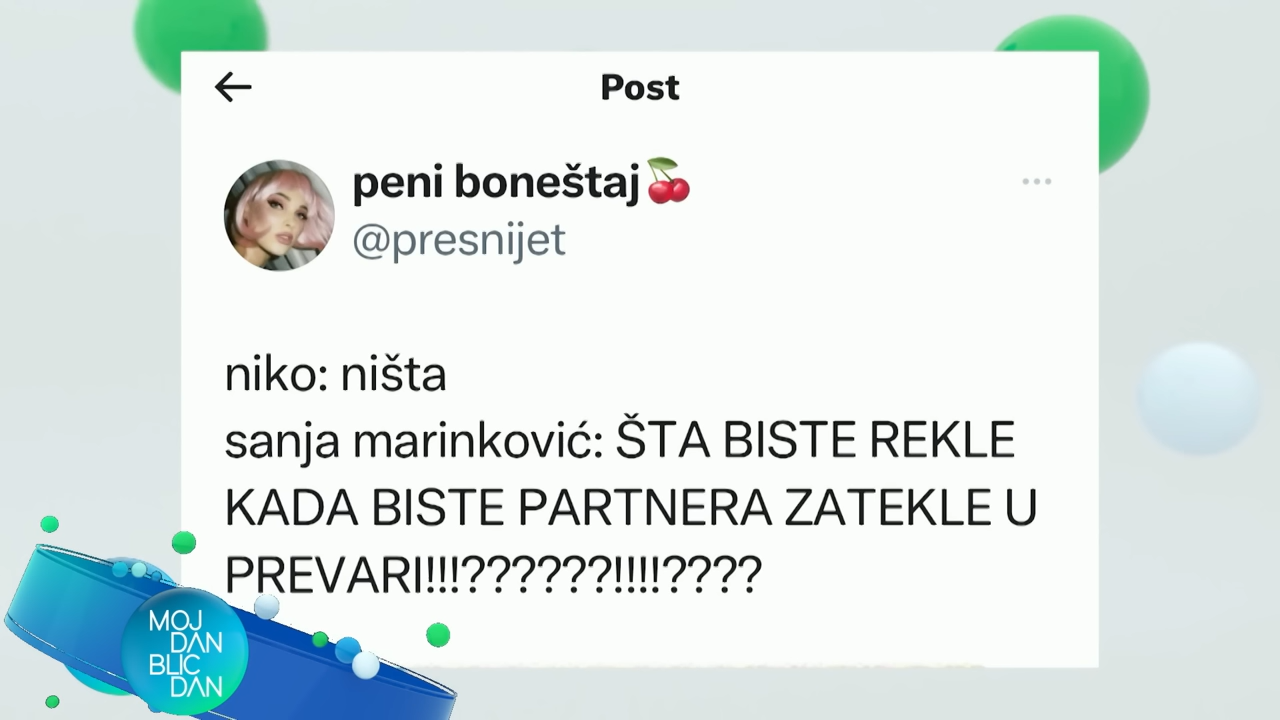 Post
peni boneštaj🍒
@presnijet
niko: ništa
sanja marinković: ŠTA BISTE REKLE
KADA BISTE PARTNERA ZATEKLE U
PREVARI!!!??????!!!!????
MOJ
DAN
BLIC
DAN